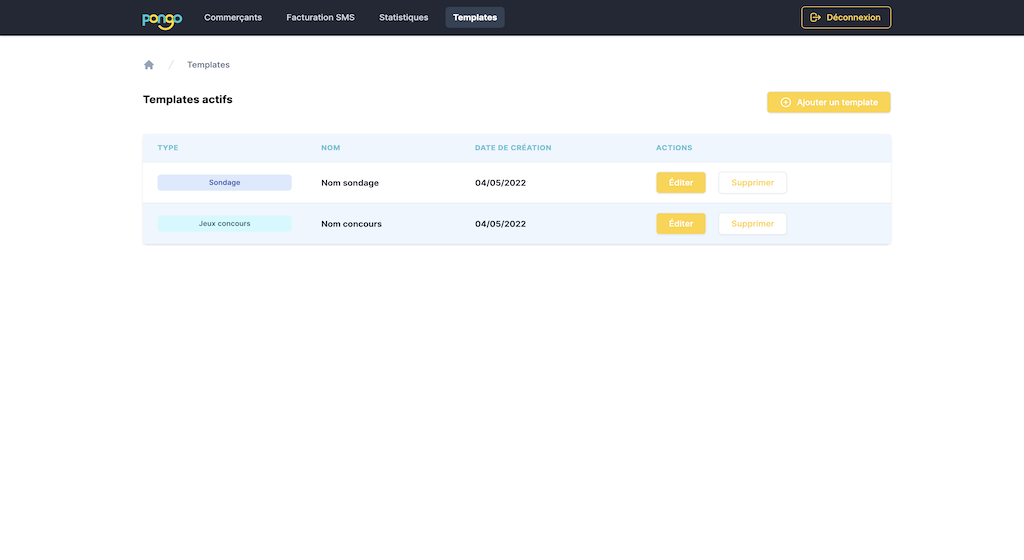 pongo Commerçants Facturation SMS Statistiques Templates Déconnexion
/ Templates
Templates actifs
Ajouter un template
TYPE NOM DATE DE CRÉATION ACTIONS
Sondage Nom sondage 04/05/2022 Éditer Supprimer
Jeux concours Nom concours 04/05/2022 Éditer Supprimer